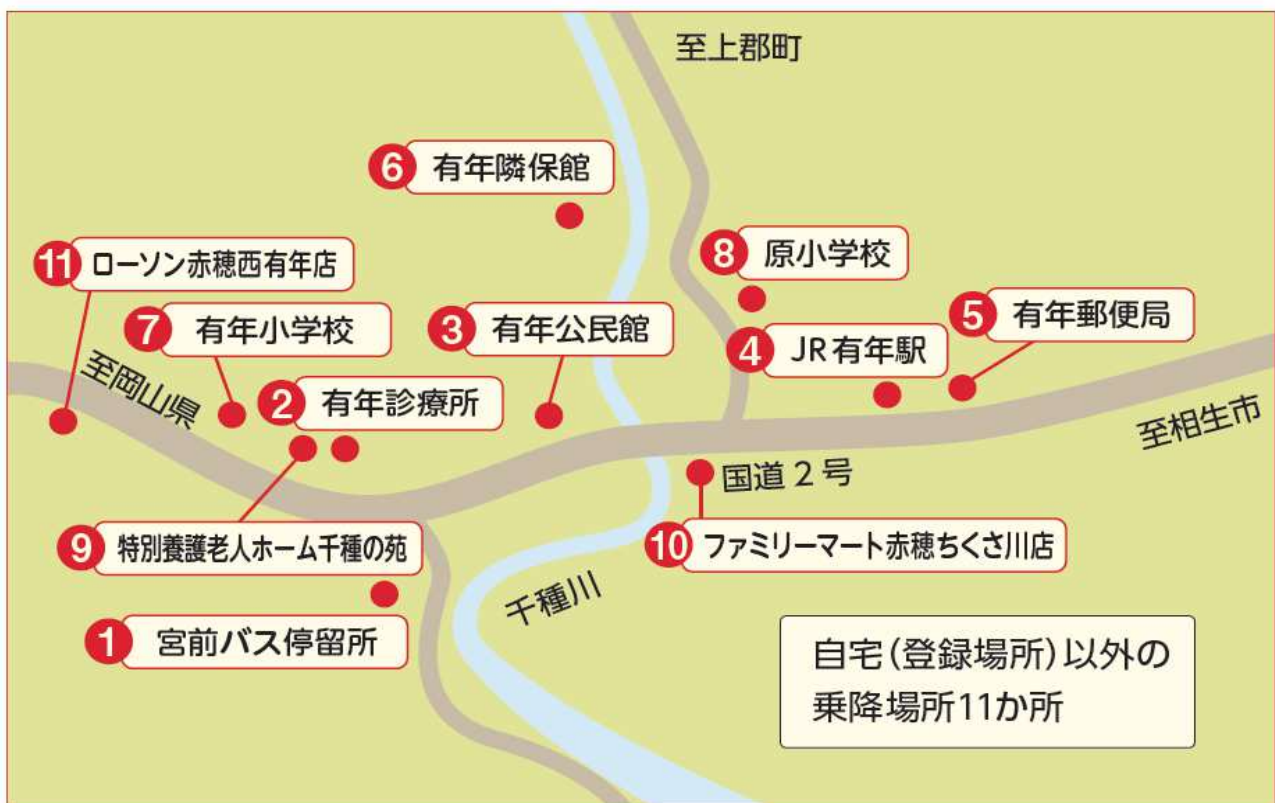 至上郡町
6 有年隣保館
8 原小学校
11 ローソン赤穂西有年店
5 有年郵便局
7 有年小学校
3 有年公民館
4 JR有年駅
至岡山県
2 有年診療所
至相生市
国道2号
9 特別養護老人ホーム千種の苑
10 ファミリーマート赤穂ちくさ川店
千種川
1 宮前バス停留所
自宅(登録場所)以外の
乗降場所11か所